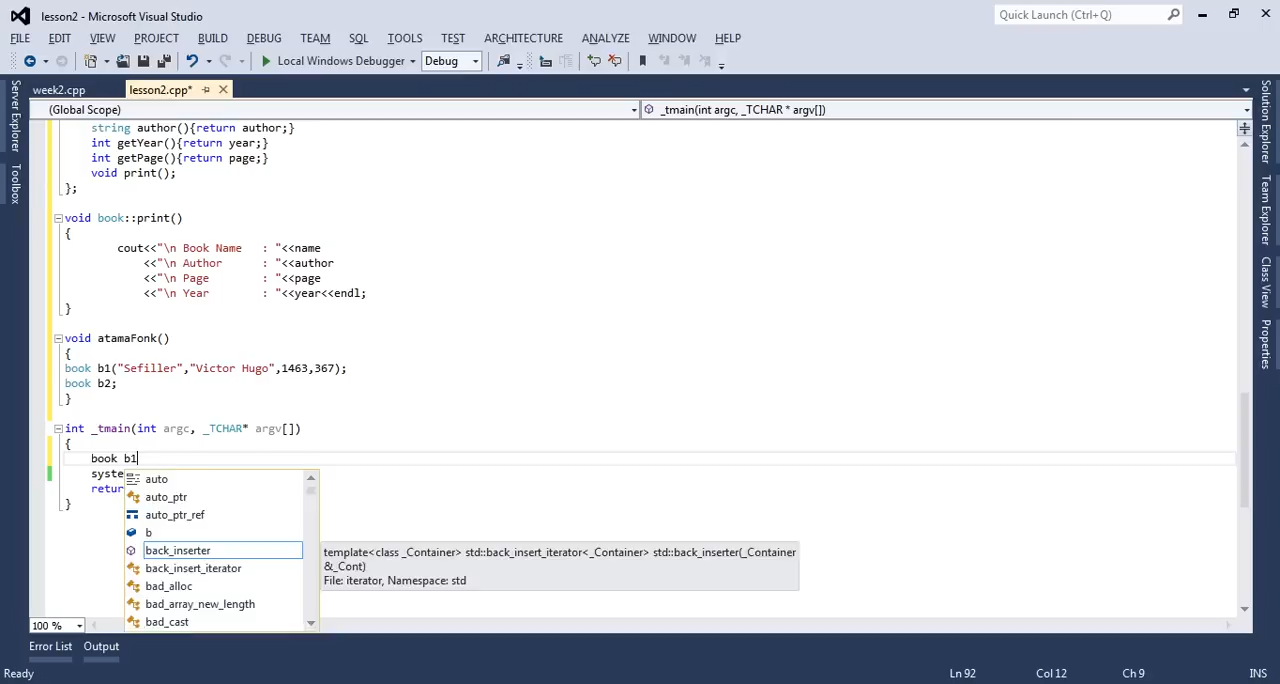 lesson2 - Microsoft Visual Studio
Quick Launch (Ctrl+Q)
FILE EDIT VIEW PROJECT BUILD DEBUG TEAM SQL TOOLS TEST ARCHITECTURE ANALYZE WINDOW HELP
Local Windows Debugger Debug
week2.cpp lesson2.cpp*
(Global Scope) _tmain(int argc, _TCHAR * argv[])
Server Explorer
Toolbox
string author(){return author;}
int getYear(){return year;}
int getPage(){return page;}
void print();
};
void book::print()
{
cout<<"\n Book Name : "<<name
<<"\n Author : "<<author
<<"\n Page : "<<page
<<"\n Year : "<<year<<endl;
}
void atamaFonk()
{
book b1("Sefiller","Victor Hugo",1463,367);
book b2;
}
int _tmain(int argc, _TCHAR* argv[])
{
book b1
syste
retur
}
auto
auto_ptr
auto_ptr_ref
b
back_inserter
back_insert_iterator
bad_alloc
bad_array_new_length
bad_cast
template<class _Container> std::back_insert_iterator<_Container> std::back_inserter(_Container
&_Cont)
File: iterator, Namespace: std
Solution Explorer
Team Explorer
Class View
Properties
100 %
Error List Output
Ready Ln 92 Col 12 Ch 9 INS